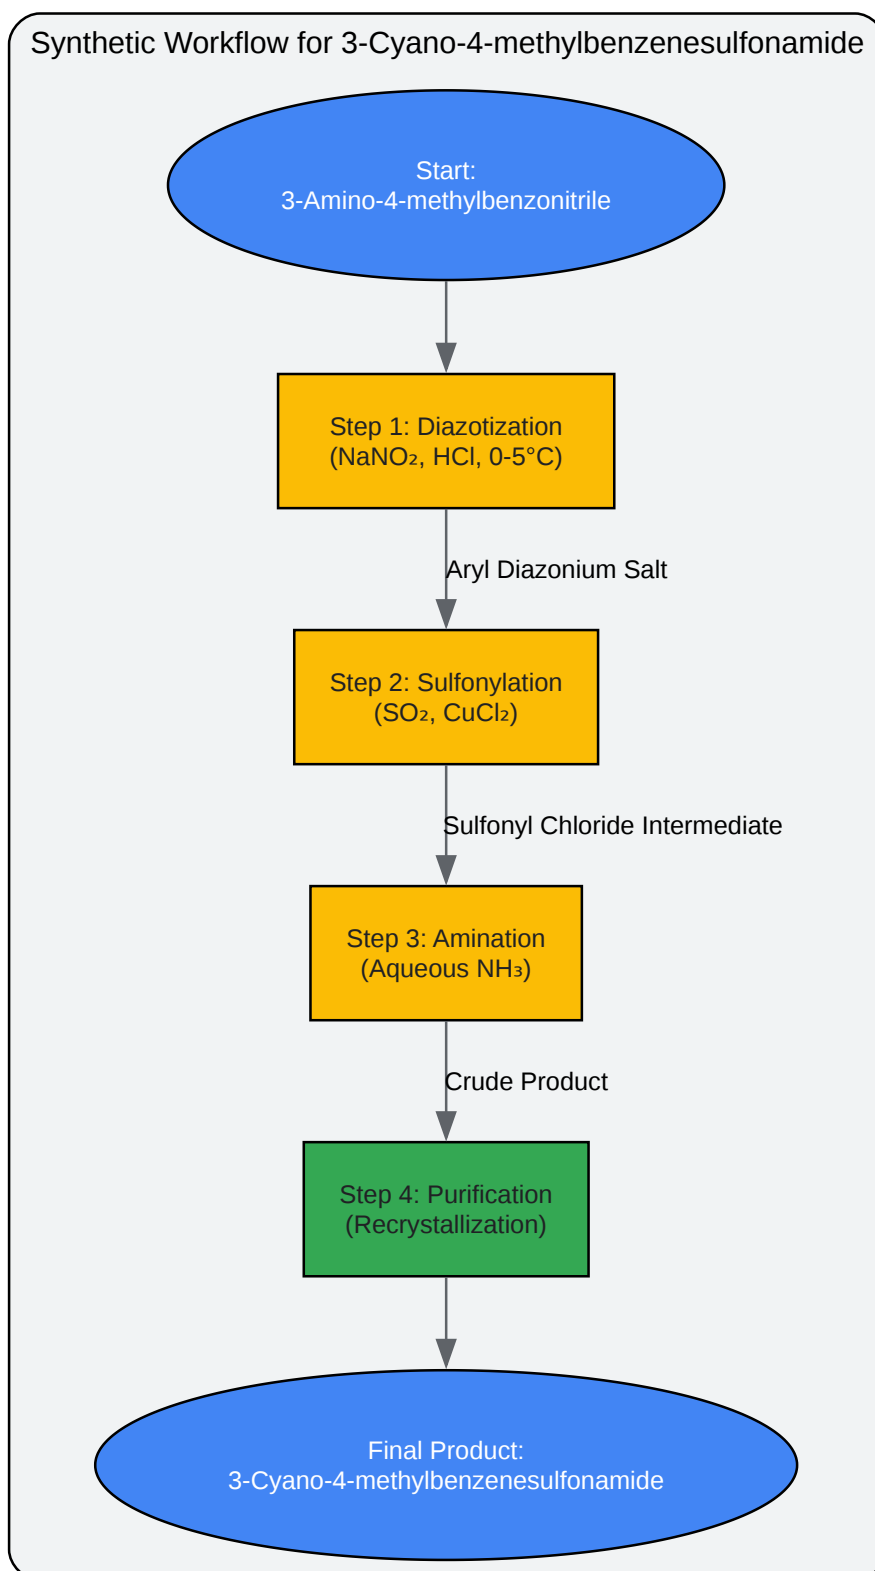 Synthetic Workflow for 3-Cyano-4-methylbenzenesulfonamide
Start:
3-Amino-4-methylbenzonitrile
Step 1: Diazotization
(NaNO₂, HCl, 0-5°C)
Aryl Diazonium Salt
Step 2: Sulfonylation
(SO₂, CuCl₂)
Sulfonyl Chloride Intermediate
Step 3: Amination
(Aqueous NH₃)
Crude Product
Step 4: Purification
(Recrystallization)
Final Product:
3-Cyano-4-methylbenzenesulfonamide